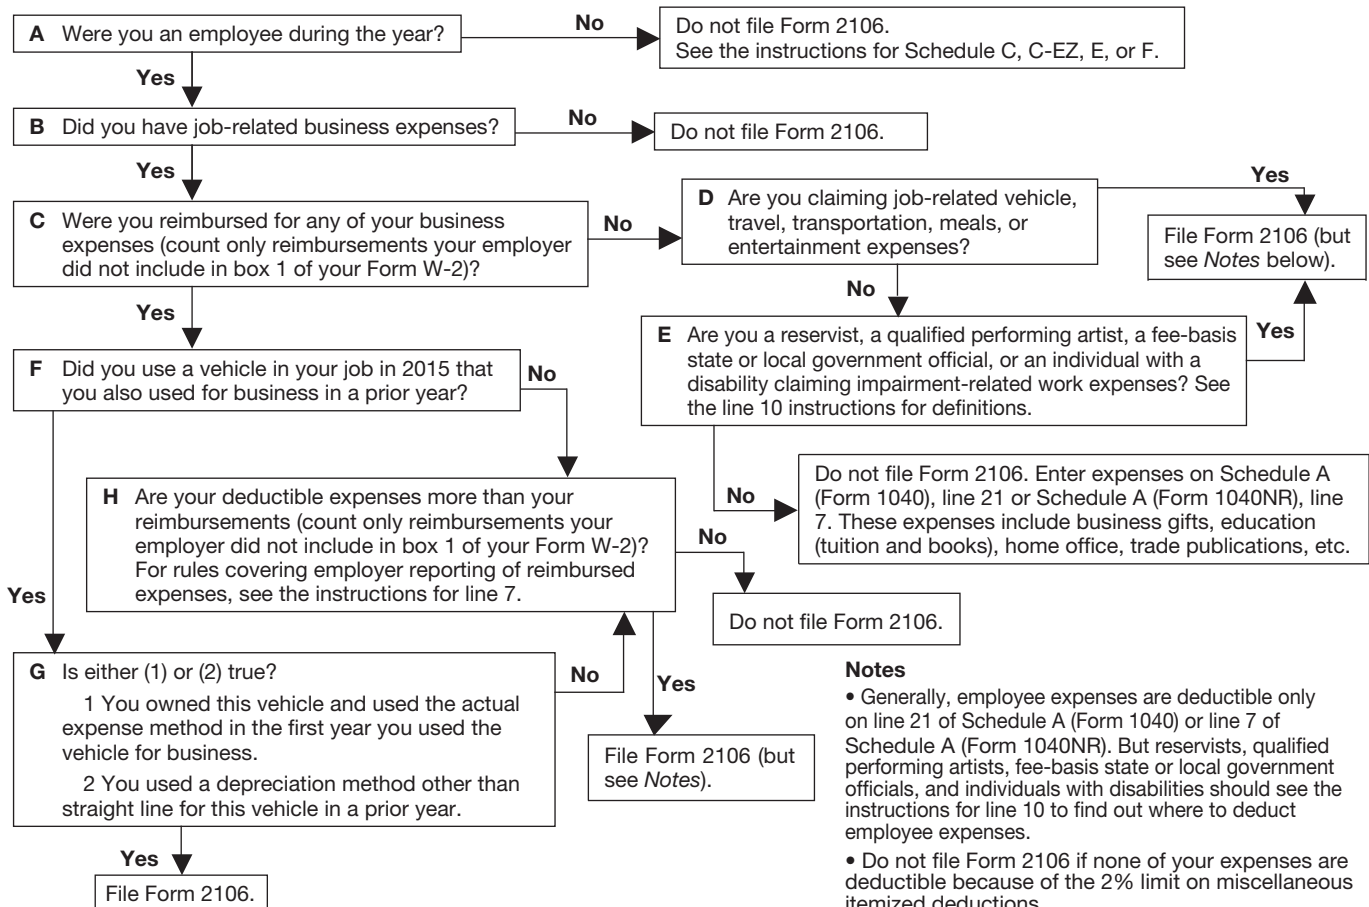 A Were you an employee during the year?
No
Do not file Form 2106.
See the instructions for Schedule C, C-EZ, E, or F.
Yes
B Did you have job-related business expenses?
No
Do not file Form 2106.
Yes
C Were you reimbursed for any of your business
expenses (count only reimbursements your employer
did not include in box 1 of your Form W-2)?
No
D Are you claiming job-related vehicle,
travel, transportation, meals, or
entertainment expenses?
Yes
File Form 2106 (but
see Notes below).
No
Yes
E Are you a reservist, a qualified performing artist, a fee-basis
state or local government official, or an individual with a
disability claiming impairment-related work expenses? See
the line 10 instructions for definitions.
Yes
F Did you use a vehicle in your job in 2015 that
you also used for business in a prior year?
No
No
Do not file Form 2106. Enter expenses on Schedule A
(Form 1040), line 21 or Schedule A (Form 1040NR), line
7. These expenses include business gifts, education
(tuition and books), home office, trade publications, etc.
H Are your deductible expenses more than your
reimbursements (count only reimbursements your
employer did not include in box 1 of your Form W-2)?
For rules covering employer reporting of reimbursed
expenses, see the instructions for line 7.
No
Do not file Form 2106.
Yes
G Is either (1) or (2) true?
1 You owned this vehicle and used the actual
expense method in the first year you used the
vehicle for business.
2 You used a depreciation method other than
straight line for this vehicle in a prior year.
No
Yes
File Form 2106 (but
see Notes).
Yes
File Form 2106.
Notes
• Generally, employee expenses are deductible only
on line 21 of Schedule A (Form 1040) or line 7 of
Schedule A (Form 1040NR). But reservists, qualified
performing artists, fee-basis state or local government
officials, and individuals with disabilities should see the
instructions for line 10 to find out where to deduct
employee expenses.
• Do not file Form 2106 if none of your expenses are
deductible because of the 2% limit on miscellaneous
itemized deductions.